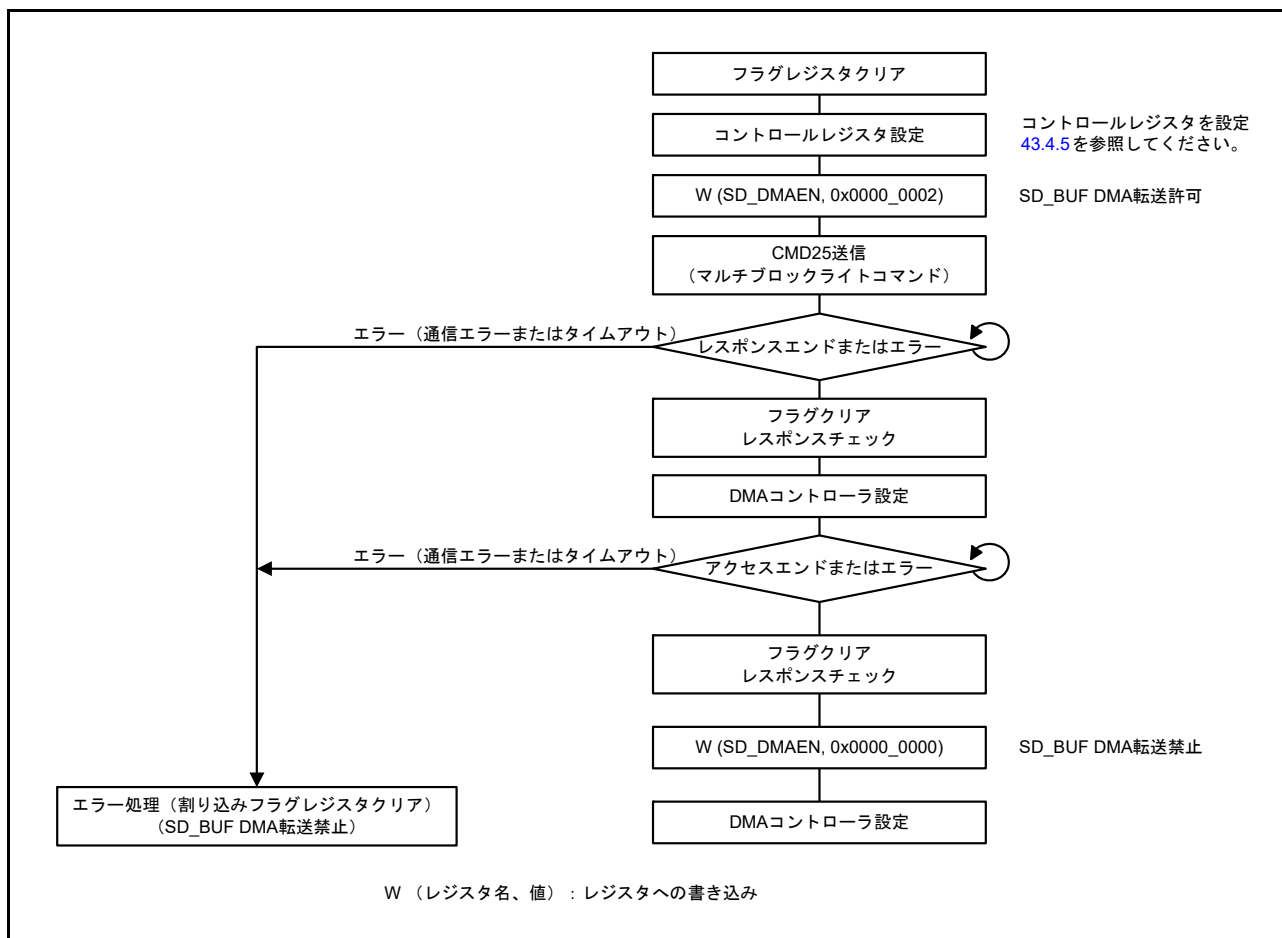 フラグレジスタクリア
コントロールレジスタ設定
コントロールレジスタを設定
43.4.5を参照してください。
W (SD_DMAEN, 0x0000_0002)
SD_BUF DMA転送許可
CMD25送信
（マルチブロックライトコマンド）
エラー（通信エラーまたはタイムアウト）
レスポンスエンドまたはエラー
フラグクリア
レスポンスチェック
DMAコントローラ設定
エラー（通信エラーまたはタイムアウト）
アクセスエンドまたはエラー
フラグクリア
レスポンスチェック
W (SD_DMAEN, 0x0000_0000)
SD_BUF DMA転送禁止
エラー処理（割り込みフラグレジスタクリア）
（SD_BUF DMA転送禁止）
DMAコントローラ設定
W （レジスタ名、値）：レジスタへの書き込み